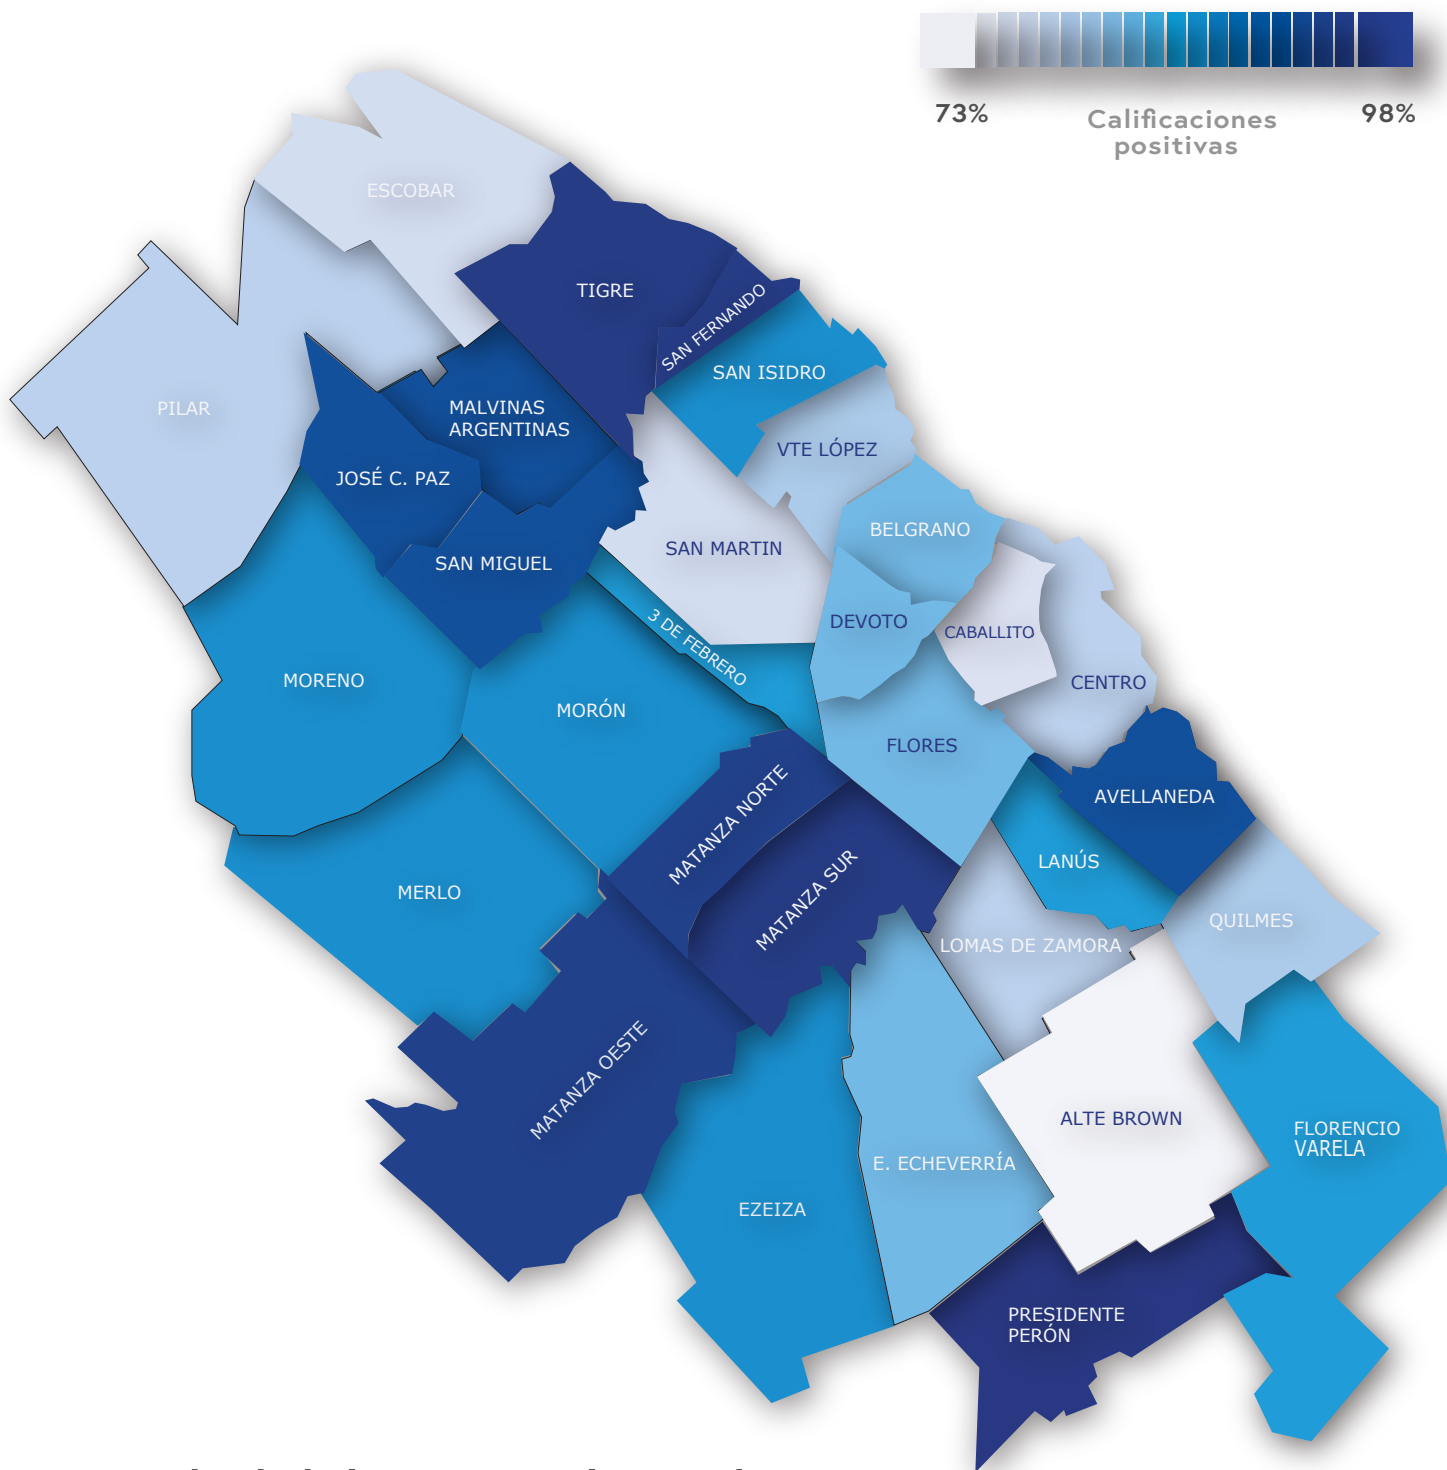 73%
98%
Calificaciones
positivas
ESCOBAR
TIGRE
SAN FERNANDO
SAN ISIDRO
PILAR
MALVINAS
ARGENTINAS
VTE LÓPEZ
JOSÉ C. PAZ
BELGRANO
SAN MARTIN
SAN MIGUEL
DEVOTO
CABALLITO
3 DE FEBRERO
MORENO
CENTRO
MORÓN
FLORES
AVELLANEDA
MATANZA NORTE
LANÚS
MERLO
MATANZA SUR
QUILMES
LOMAS DE ZAMORA
MATANZA OESTE
ALTE BROWN
FLORENCIO
VARELA
E. ECHEVERRÍA
EZEIZA
PRESIDENTE
PERÓN